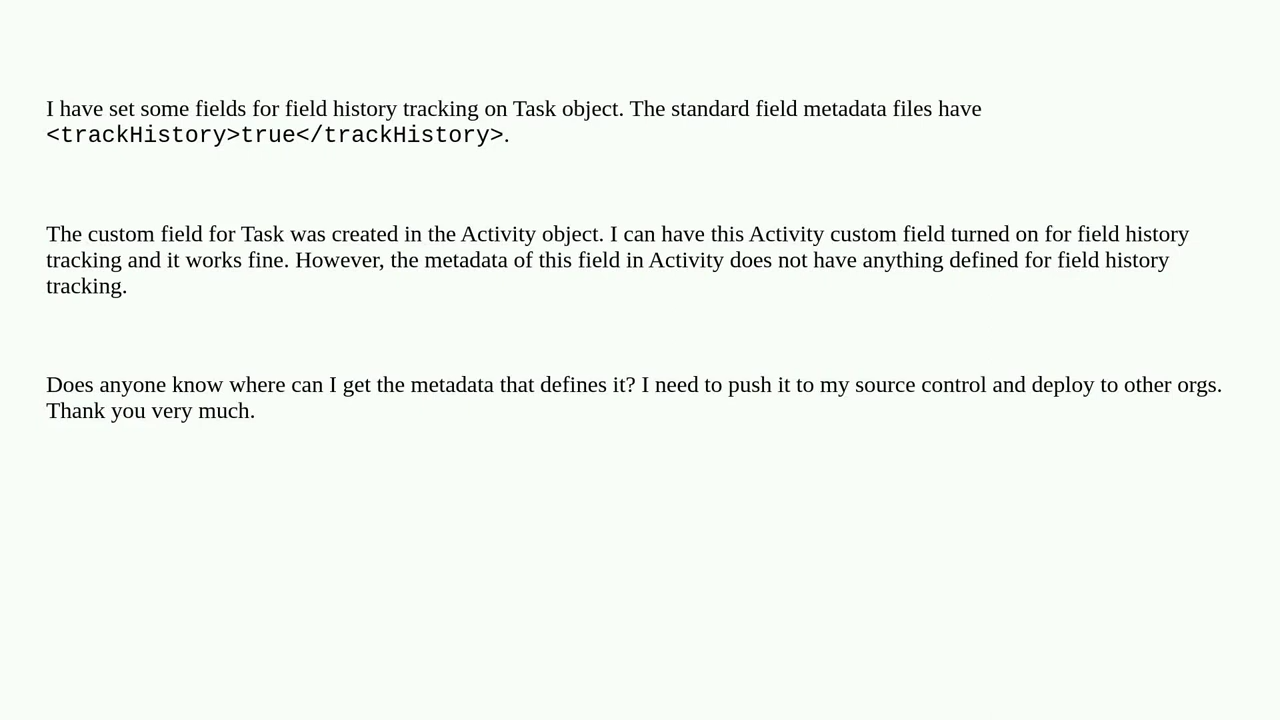 I have set some fields for field history tracking on Task object. The standard field metadata files have
<trackHistory>true</trackHistory>.
The custom field for Task was created in the Activity object. I can have this Activity custom field turned on for field history
tracking and it works fine. However, the metadata of this field in Activity does not have anything defined for field history
tracking.
Does anyone know where can I get the metadata that defines it? I need to push it to my source control and deploy to other orgs.
Thank you very much.